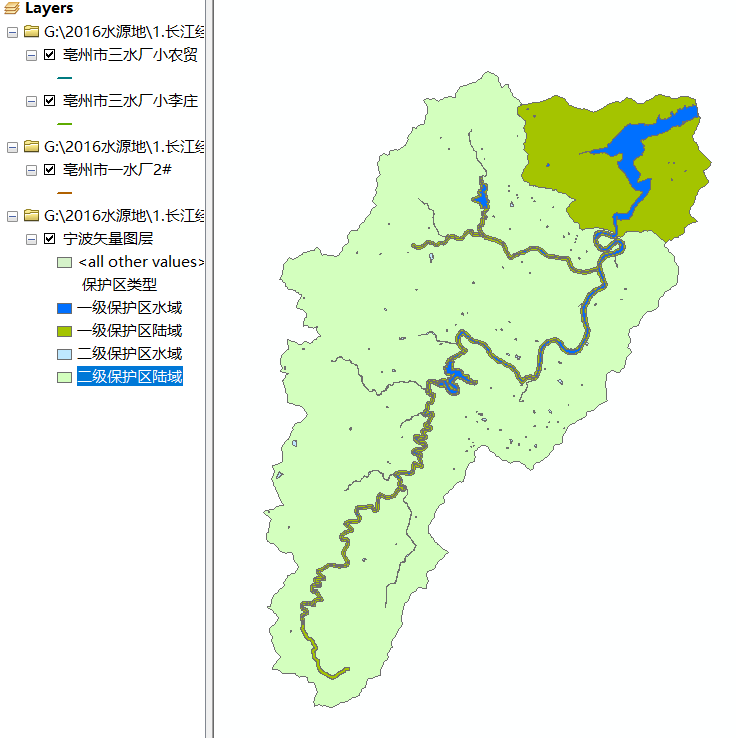 Layers
G:\2016水源地\1.长江经
亳州市三水厂小农贸
亳州市三水厂小李庄
G:\2016水源地\1.长江经
亳州市一水厂2#
G:\2016水源地\1.长江经
宁波矢量图层
<all other values>
保护区类型
一级保护区水域
一级保护区陆域
二级保护区水域
二级保护区陆域